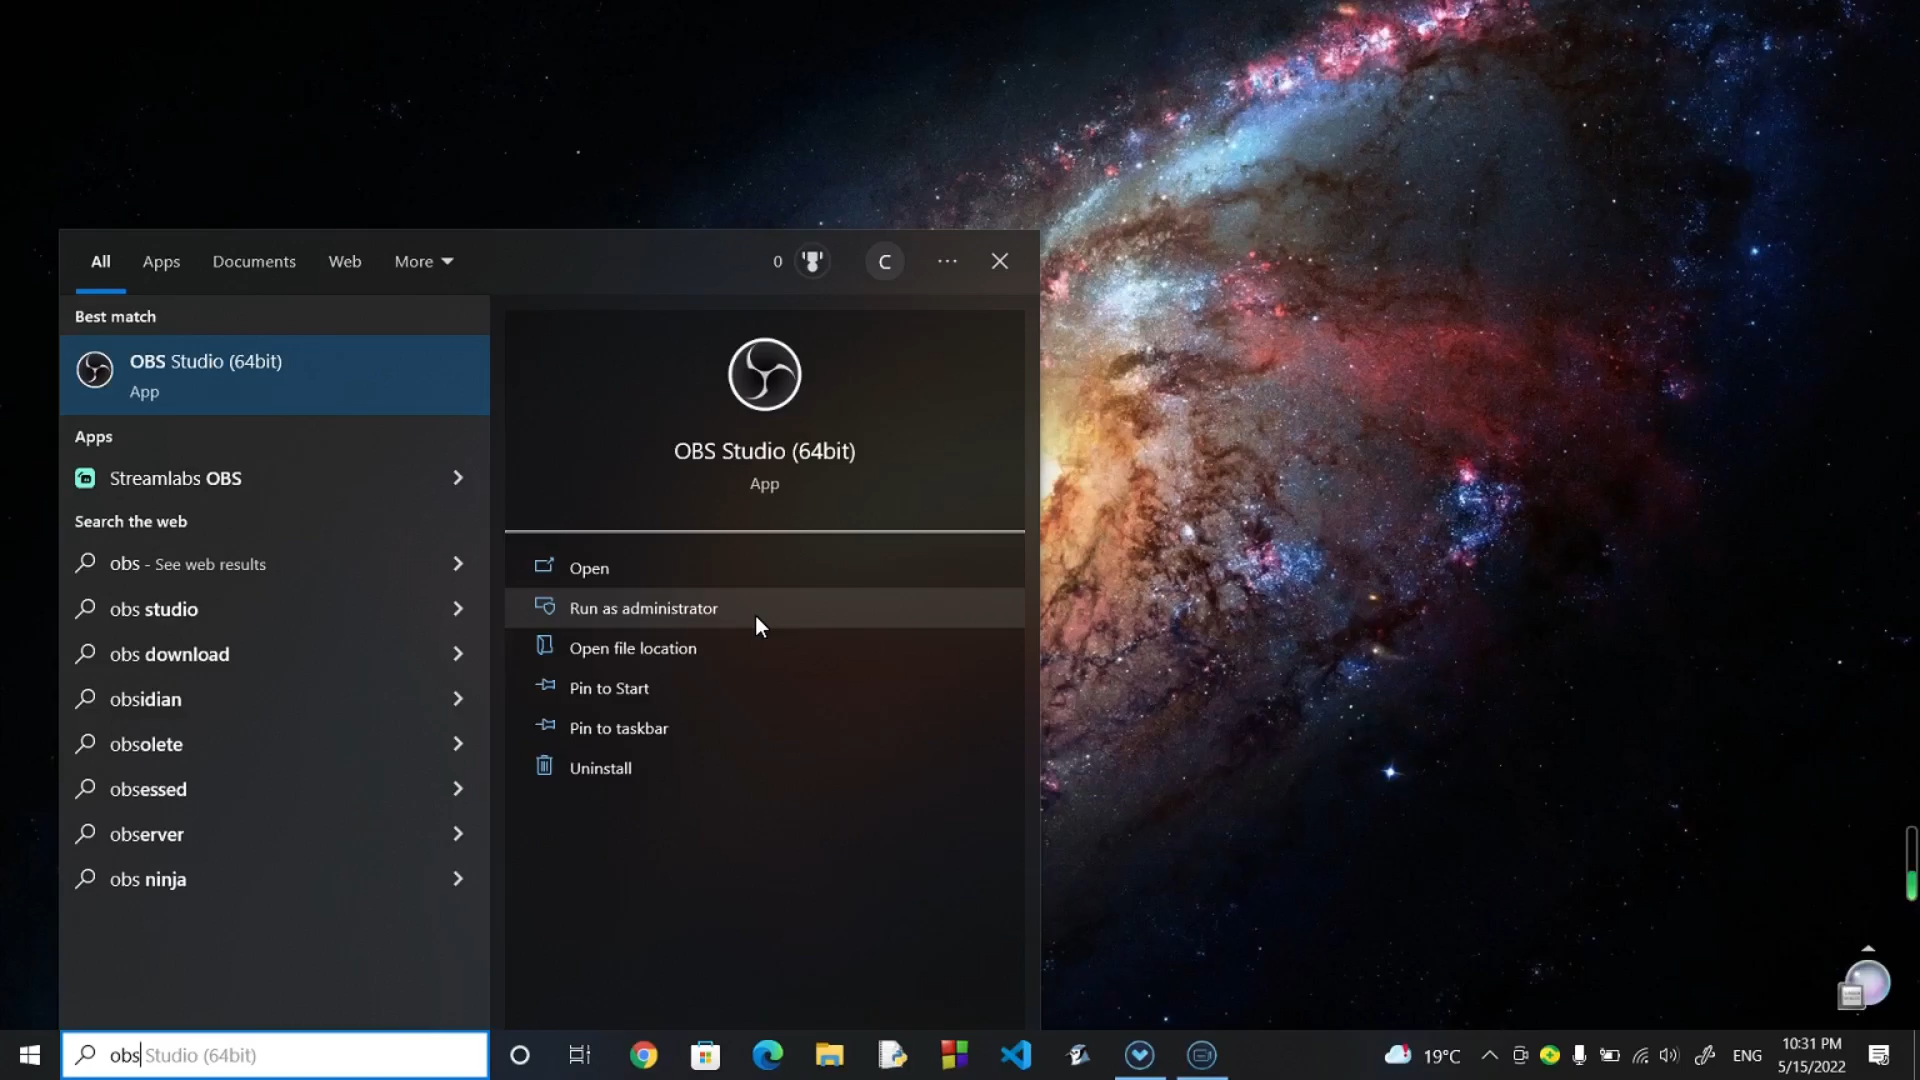 All Apps Documents Web More 0 C
Best match
OBS Studio (64bit)
App
Apps
Streamlabs OBS
Search the web
obs - See web results
obs studio
obs download
obsidian
obsolete
obsessed
observer
obs ninja
OBS Studio (64bit)
App
Open
Run as administrator
Open file location
Pin to Start
Pin to taskbar
Uninstall
obs Studio (64bit)
19°C ENG 10:31 PM
5/15/2022